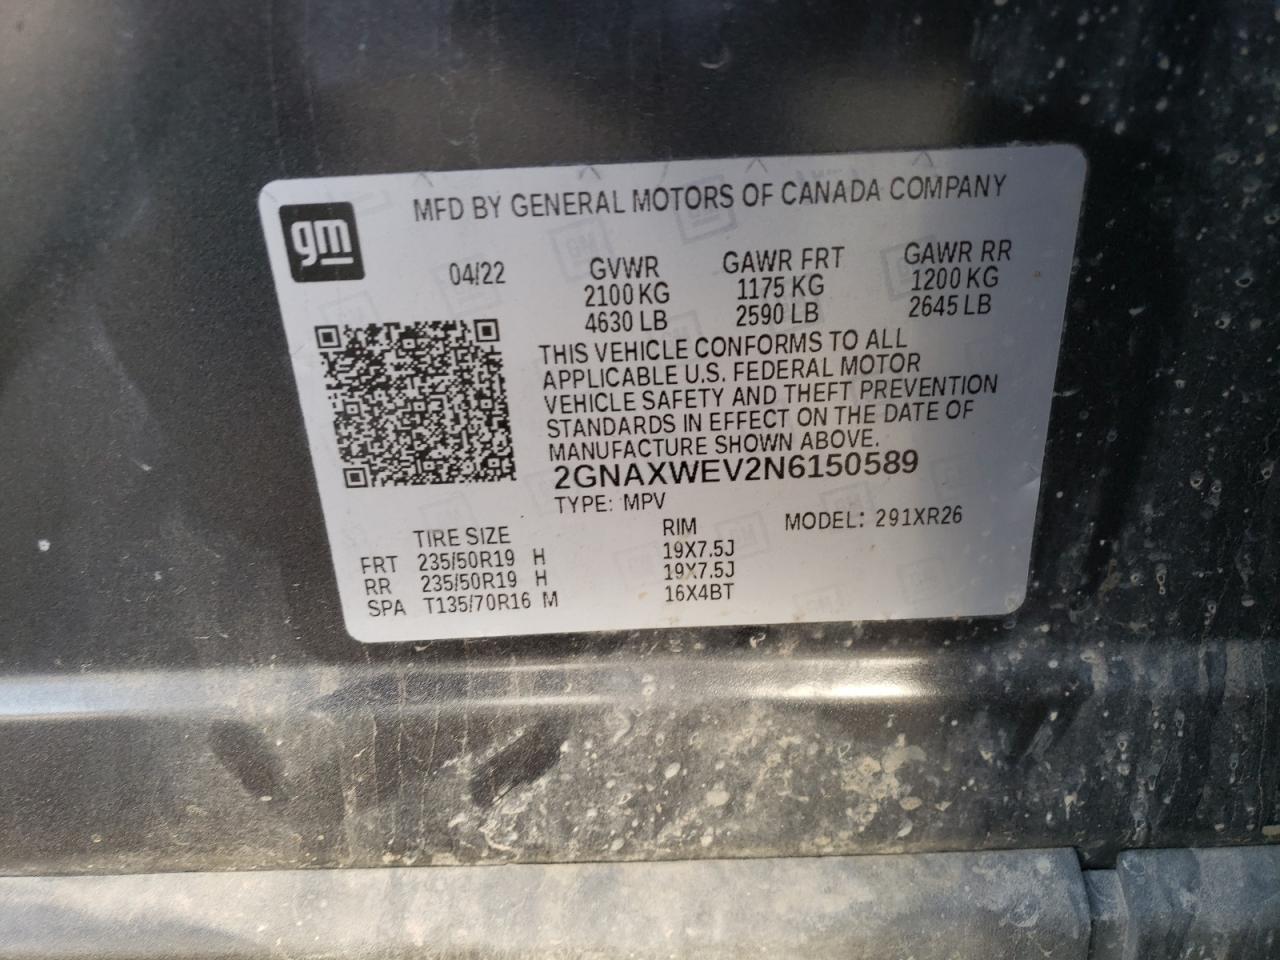 gm
MFD BY GENERAL MOTORS OF CANADA COMPANY
04/22
GVWR
2100 KG
4630 LB
GAWR FRT
1175 KG
2590 LB
GAWR RR
1200 KG
2645 LB
THIS VEHICLE CONFORMS TO ALL
APPLICABLE U.S. FEDERAL MOTOR
VEHICLE SAFETY AND THEFT PREVENTION
STANDARDS IN EFFECT ON THE DATE OF
MANUFACTURE SHOWN ABOVE.
2GNAXWEV2N6150589
TYPE: MPV
MODEL: 291XR26
TIRE SIZE RIM
FRT 235/50R19 H 19X7.5J
RR 235/50R19 H 19X7.5J
SPA T135/70R16 M 16X4BT